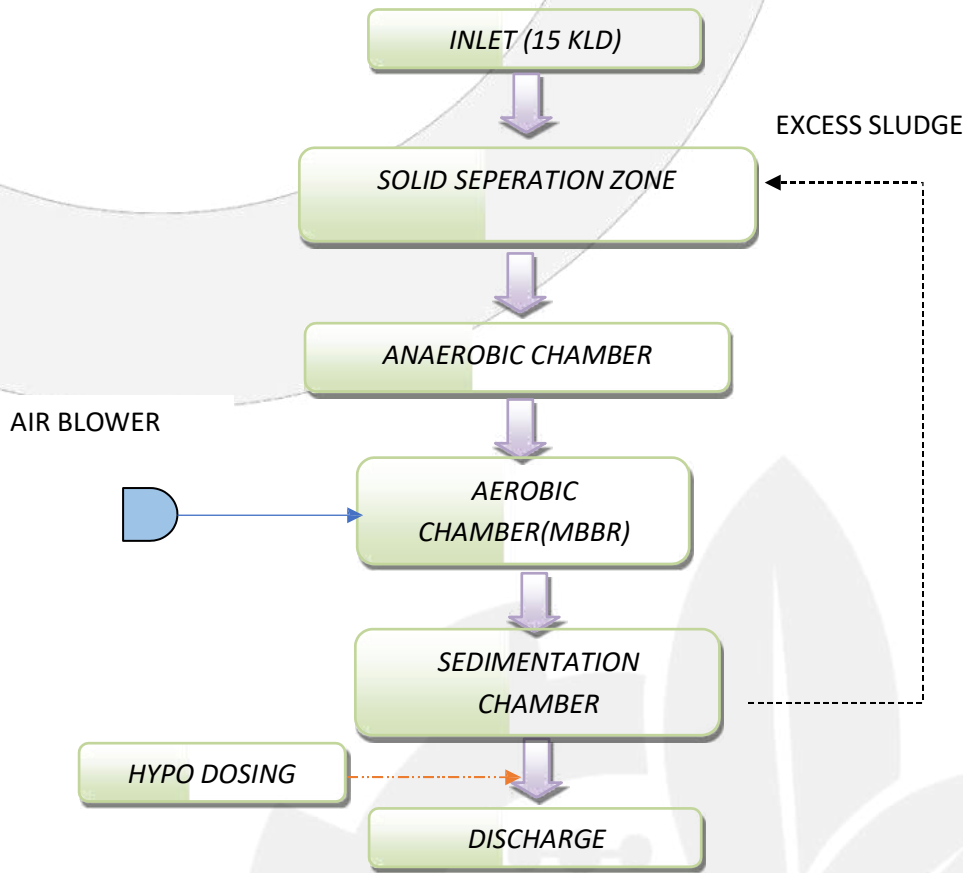 INLET (15 KLD)
EXCESS SLUDGE
SOLID SEPERATION ZONE
ANAEROBIC CHAMBER
AIR BLOWER
AEROBIC
CHAMBER(MBBR)
SEDIMENTATION
CHAMBER
HYPO DOSING
DISCHARGE